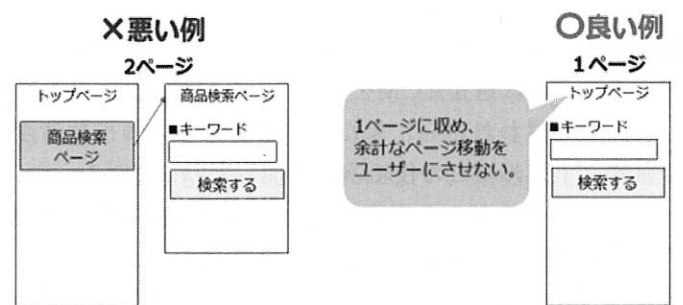 ×悪い例
2ページ
トップページ
商品検索
ページ
商品検索ページ
■キーワード
検索する
○良い例
1ページ
トップページ
■キーワード
検索する
1ページに収め、
余計なページ移動を
ユーザーにさせない。